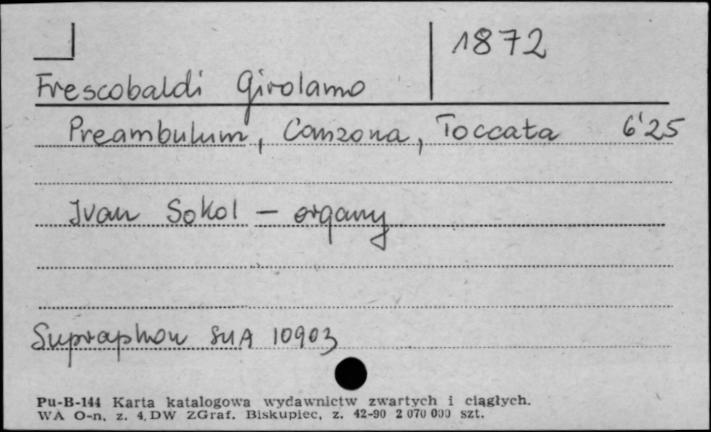 1872
Frescobaldi Girolamo
Preambulum, Canzona, Toccata 6'25
Ivan Sokol - organy
Supraphon SUA 10903
Pu-B-144 Karta katalogowa wydawnictw zwartych i ciągłych.
WA O-n. z. 4. DW ZGraf. Biskupiec, z. 42-90 2 070 000 szt.